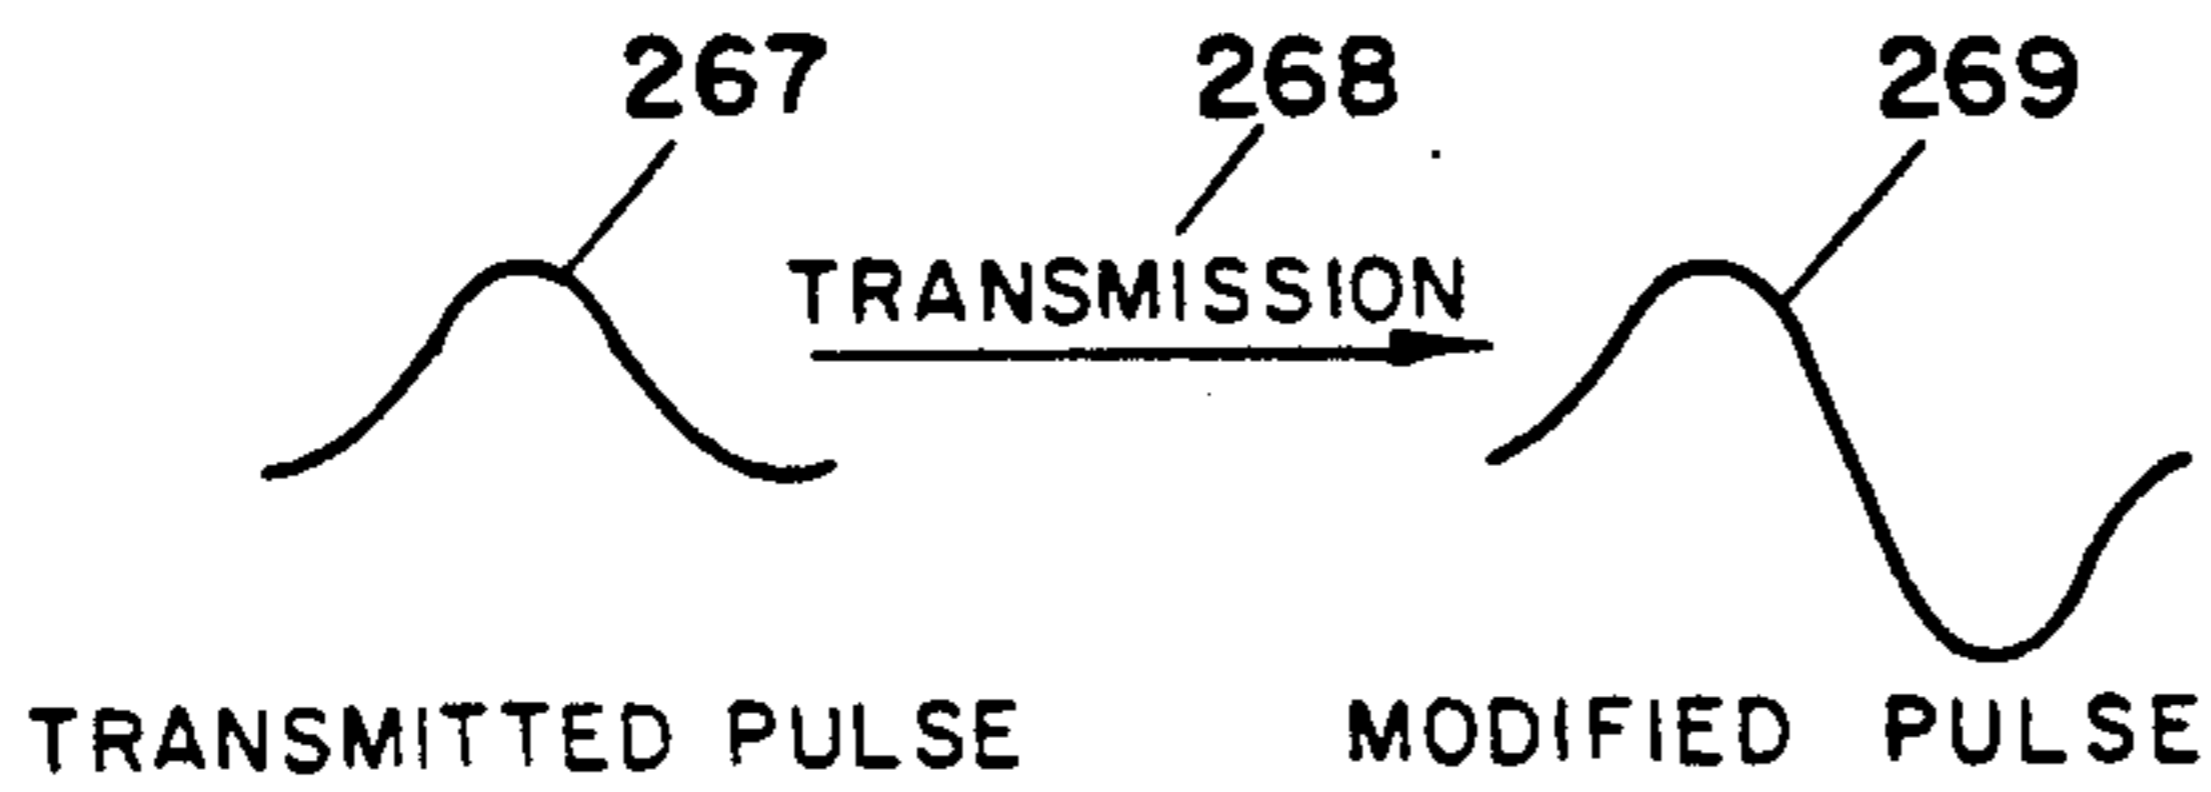 267 268 269
TRANSMISSION
TRANSMITTED PULSE MODIFIED PULSE